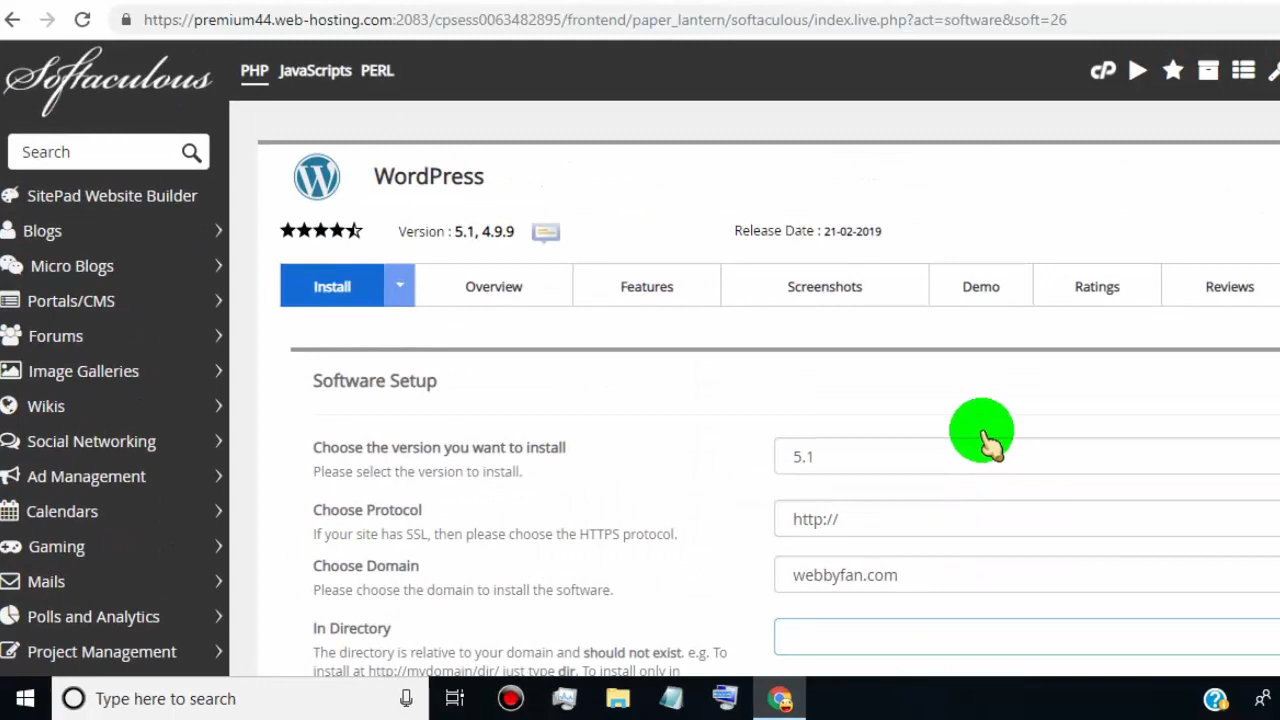 https://premium44.web-hosting.com:2083/cpsess0063482895/frontend/paper_lantern/softaculous/index.live.php?act=software&soft=26
Softaculous
PHP JavaScripts PERL
cP
Search
SitePad Website Builder
Blogs
Micro Blogs
Portals/CMS
Forums
Image Galleries
Wikis
Social Networking
Ad Management
Calendars
Gaming
Mails
Polls and Analytics
Project Management
WordPress
Version : 5.1, 4.9.9
Release Date : 21-02-2019
Install Overview Features Screenshots Demo Ratings Reviews
Software Setup
Choose the version you want to install
Please select the version to install.
5.1
Choose Protocol
If your site has SSL, then please choose the HTTPS protocol.
http://
Choose Domain
Please choose the domain to install the software.
webbyfan.com
In Directory
The directory is relative to your domain and should not exist. e.g. To
install at http://mydomain/dir/ just type dir. To install only in
Type here to search